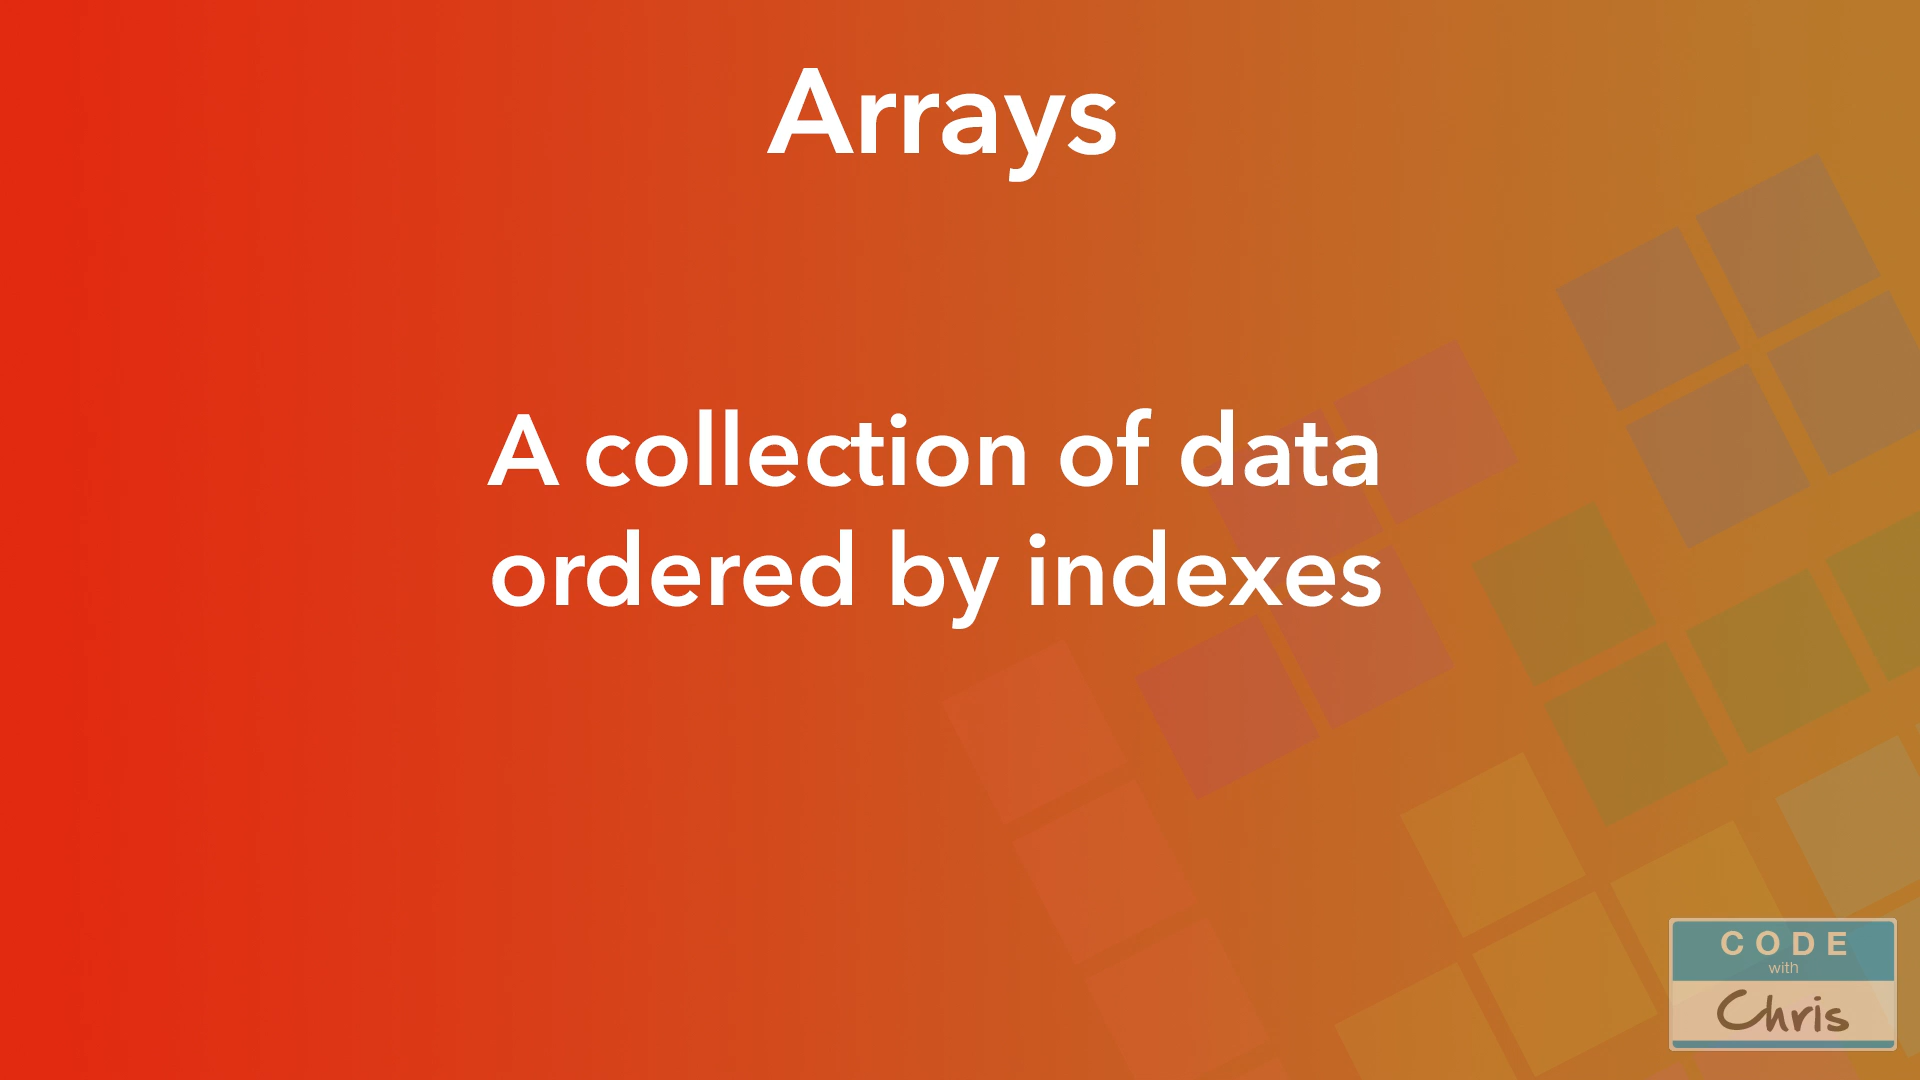 Arrays
A collection of data
ordered by indexes
CODE
with
Chris